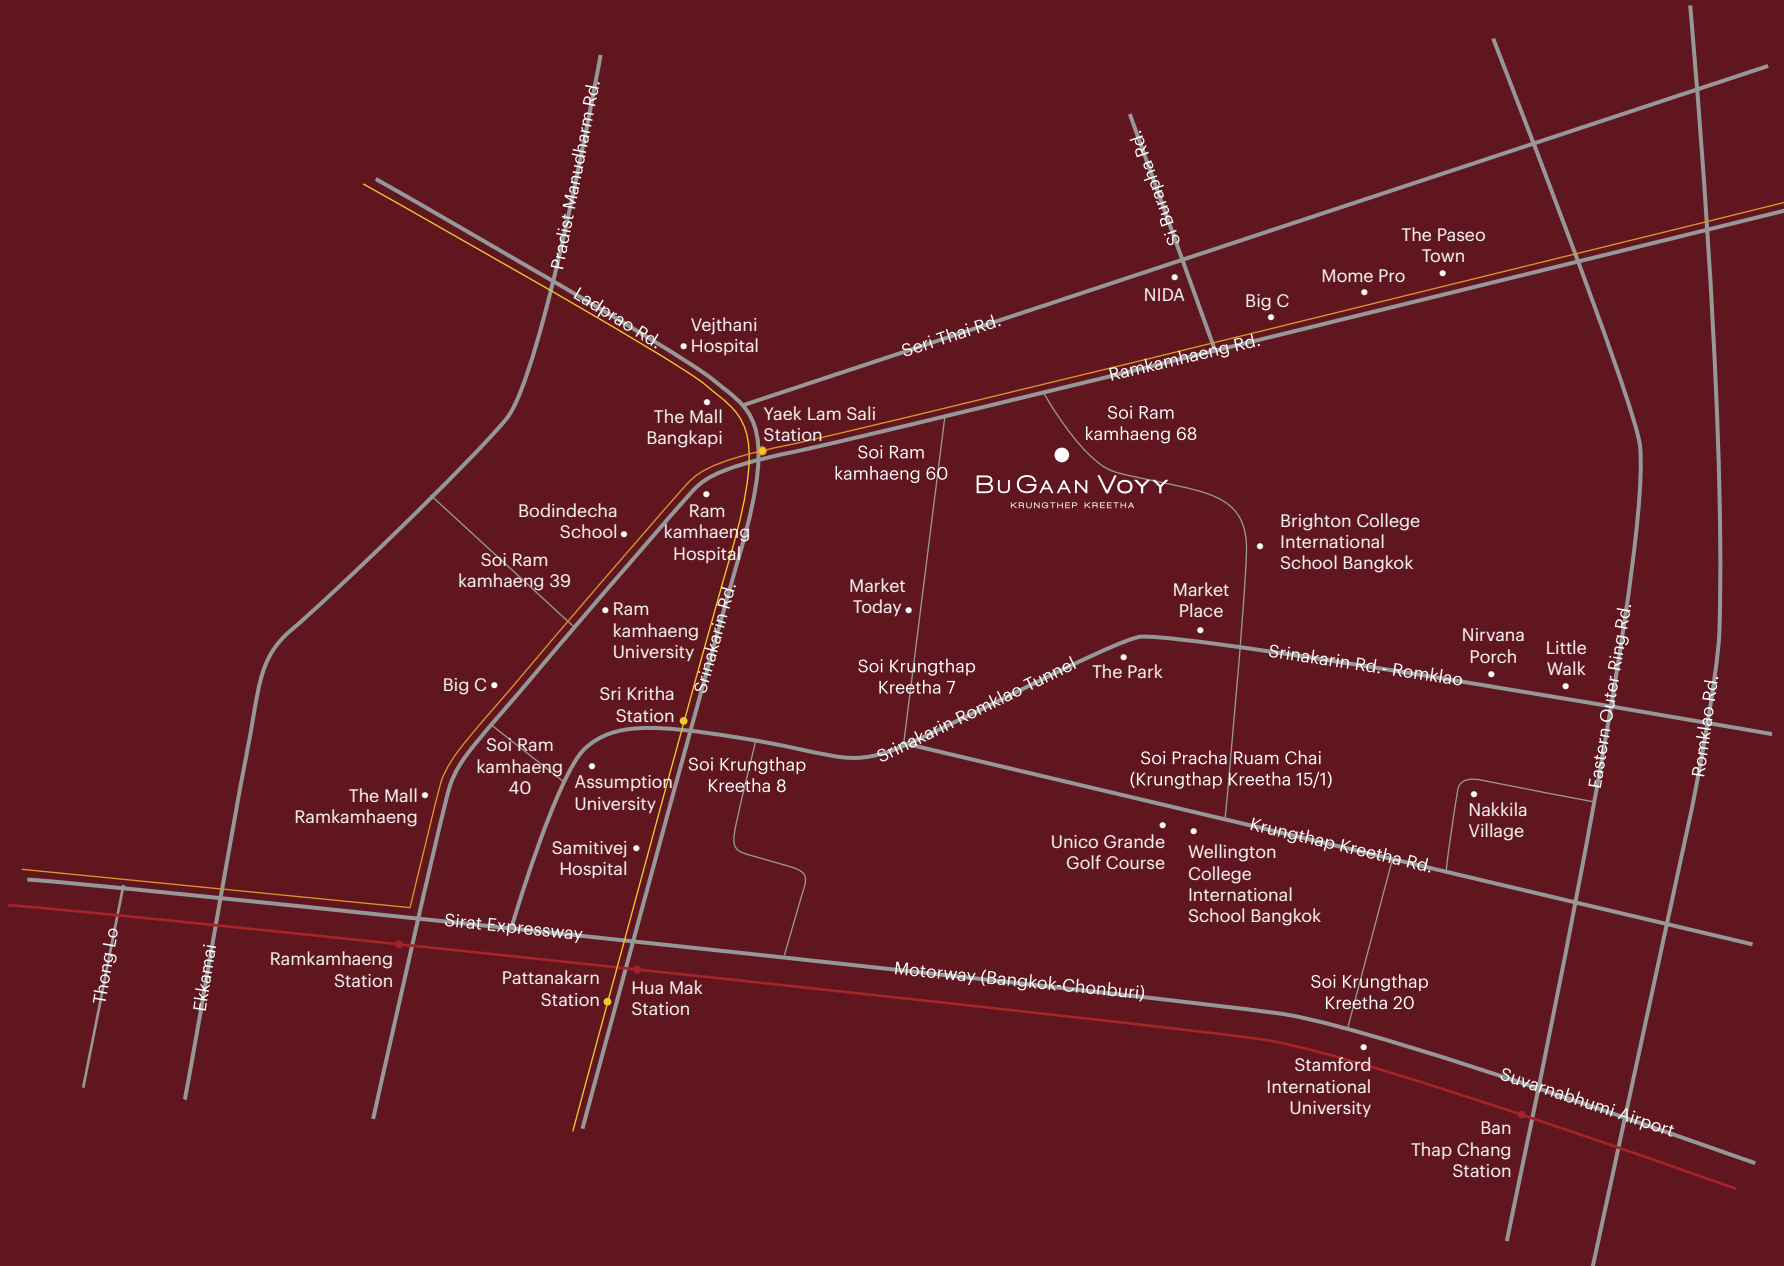 Pradist Manudharm Rd.
Ladprao Rd.
Vejthani
Hospital
The Mall
Bangkapi
Yaek Lam Sali
Station
Seri Thai Rd.
Si Burapha Rd.
NIDA
Big C
Mome Pro
The Paseo
Town
Ramkamhaeng Rd.
Soi Ram
kamhaeng 60
Soi Ram
kamhaeng 68
BUGAAN VOYY
KRUNGTHEP KREETHA
Bodindecha
School
Ram
kamhaeng
Hospital
Soi Ram
kamhaeng 39
Ram
kamhaeng
University
Srinakarin Rd.
Brighton College
International
School Bangkok
Market
Today
Market
Place
Soi Krungthap
Kreetha 7
Srinakarin Romklao Tunnel
The Park
Srinakarin Rd.- Romklao
Nirvana
Porch
Little
Walk
Eastern Outer Ring Rd.
Romklao Rd.
Big C
Sri Kritha
Station
Soi Ram
kamhaeng
40
Assumption
University
Soi Krungthap
Kreetha 8
Soi Pracha Ruam Chai
(Krungthap Kreetha 15/1)
The Mall
Ramkamhaeng
Samitivej
Hospital
Unico Grande
Golf Course
Wellington
College
International
School Bangkok
Krungthap Kreetha Rd.
Nakkila
Village
Thong Lo
Ekkamai
Sirat Expressway
Ramkamhaeng
Station
Pattanakarn
Station
Hua Mak
Station
Motorway (Bangkok-Chonburi)
Soi Krungthap
Kreetha 20
Stamford
International
University
Suvarnabhumi Airport
Ban
Thap Chang
Station